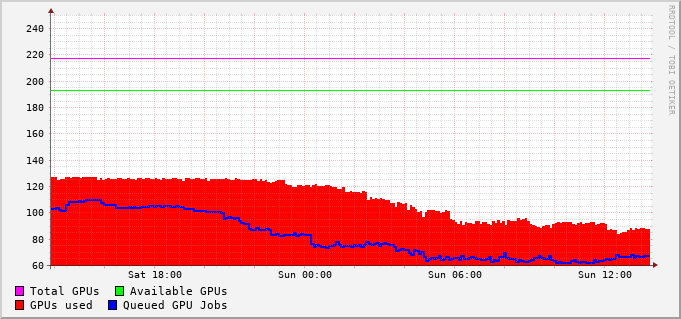 240
220
200
180
160
140
120
100
80
60
Sat 18:00 Sun 00:00 Sun 06:00 Sun 12:00
Total GPUs Available GPUs
GPUs used Queued GPU Jobs
RRDTOOL / TOBI OETIKER